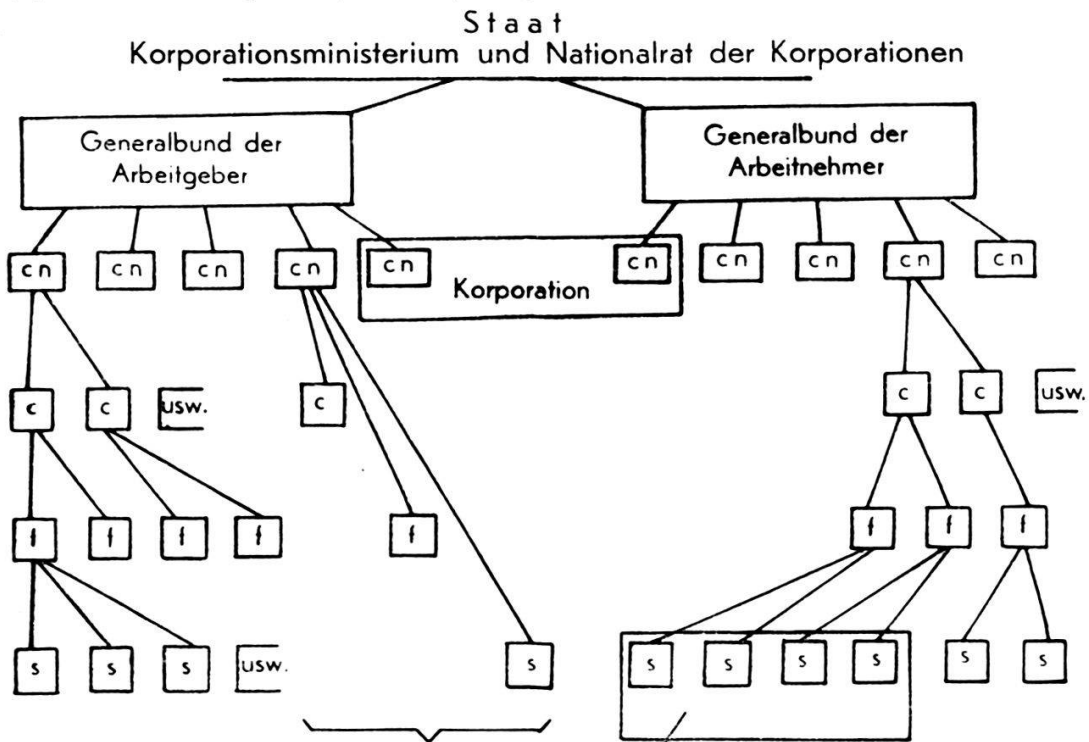 Staat
Korporationsministerium und Nationalrat der Korporationen
Generalbund der
Arbeitgeber
Generalbund der
Arbeitnehmer
cn cn cn cn cn cn cn cn cn cn
Korporation
c c usw. c c c usw.
f f f f f f f f
s s s usw. s s s s s s s